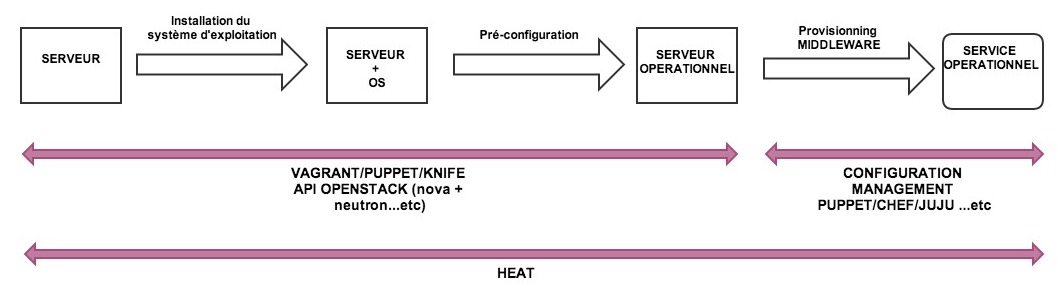 Installation du
système d'exploitation
Pré-configuration
Provisionning
MIDDLEWARE
SERVEUR
SERVEUR
+
OS
SERVEUR
OPERATIONNEL
SERVICE
OPERATIONNEL
VAGRANT/PUPPET/KNIFE
API OPENSTACK (nova +
neutron...etc)
CONFIGURATION
MANAGEMENT
PUPPET/CHEF/JUJU ...etc
HEAT